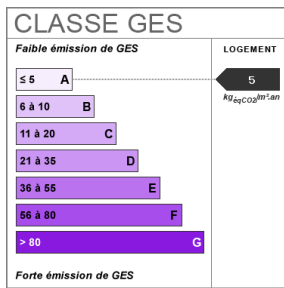 CLASSE GES
Faible émission de GES
LOGEMENT
≤ 5 A
5
kgéqCO2/m².an
6 à 10 B
11 à 20 C
21 à 35 D
36 à 55 E
56 à 80 F
> 80 G
Forte émission de GES